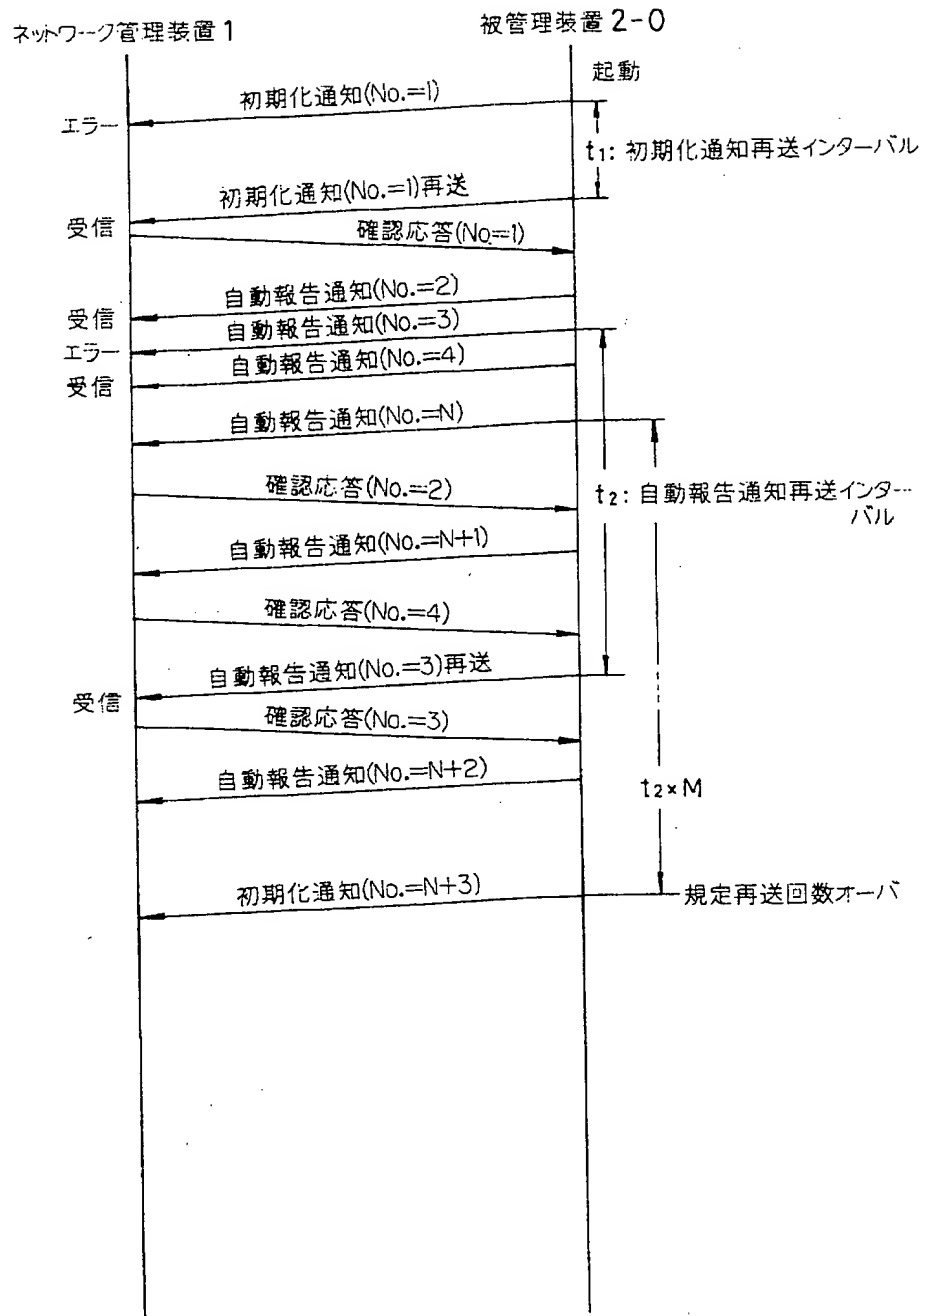 ネットワーク管理装置1
被管理装置2-0
起動
初期化通知(No.=1)
エラー
t1:初期化通知再送インターバル
初期化通知(No.=1)再送
受信
確認応答(No.=1)
自動報告通知(No.=2)
受信
自動報告通知(No.=3)
エラー
自動報告通知(No.=4)
受信
自動報告通知(No.=N)
確認応答(No.=2)
t2:自動報告通知再送インター
バル
自動報告通知(No.=N+1)
確認応答(No.=4)
自動報告通知(No.=3)再送
受信
確認応答(No.=3)
自動報告通知(No.=N+2)
t2×M
初期化通知(No.=N+3)
規定再送回数オーバ